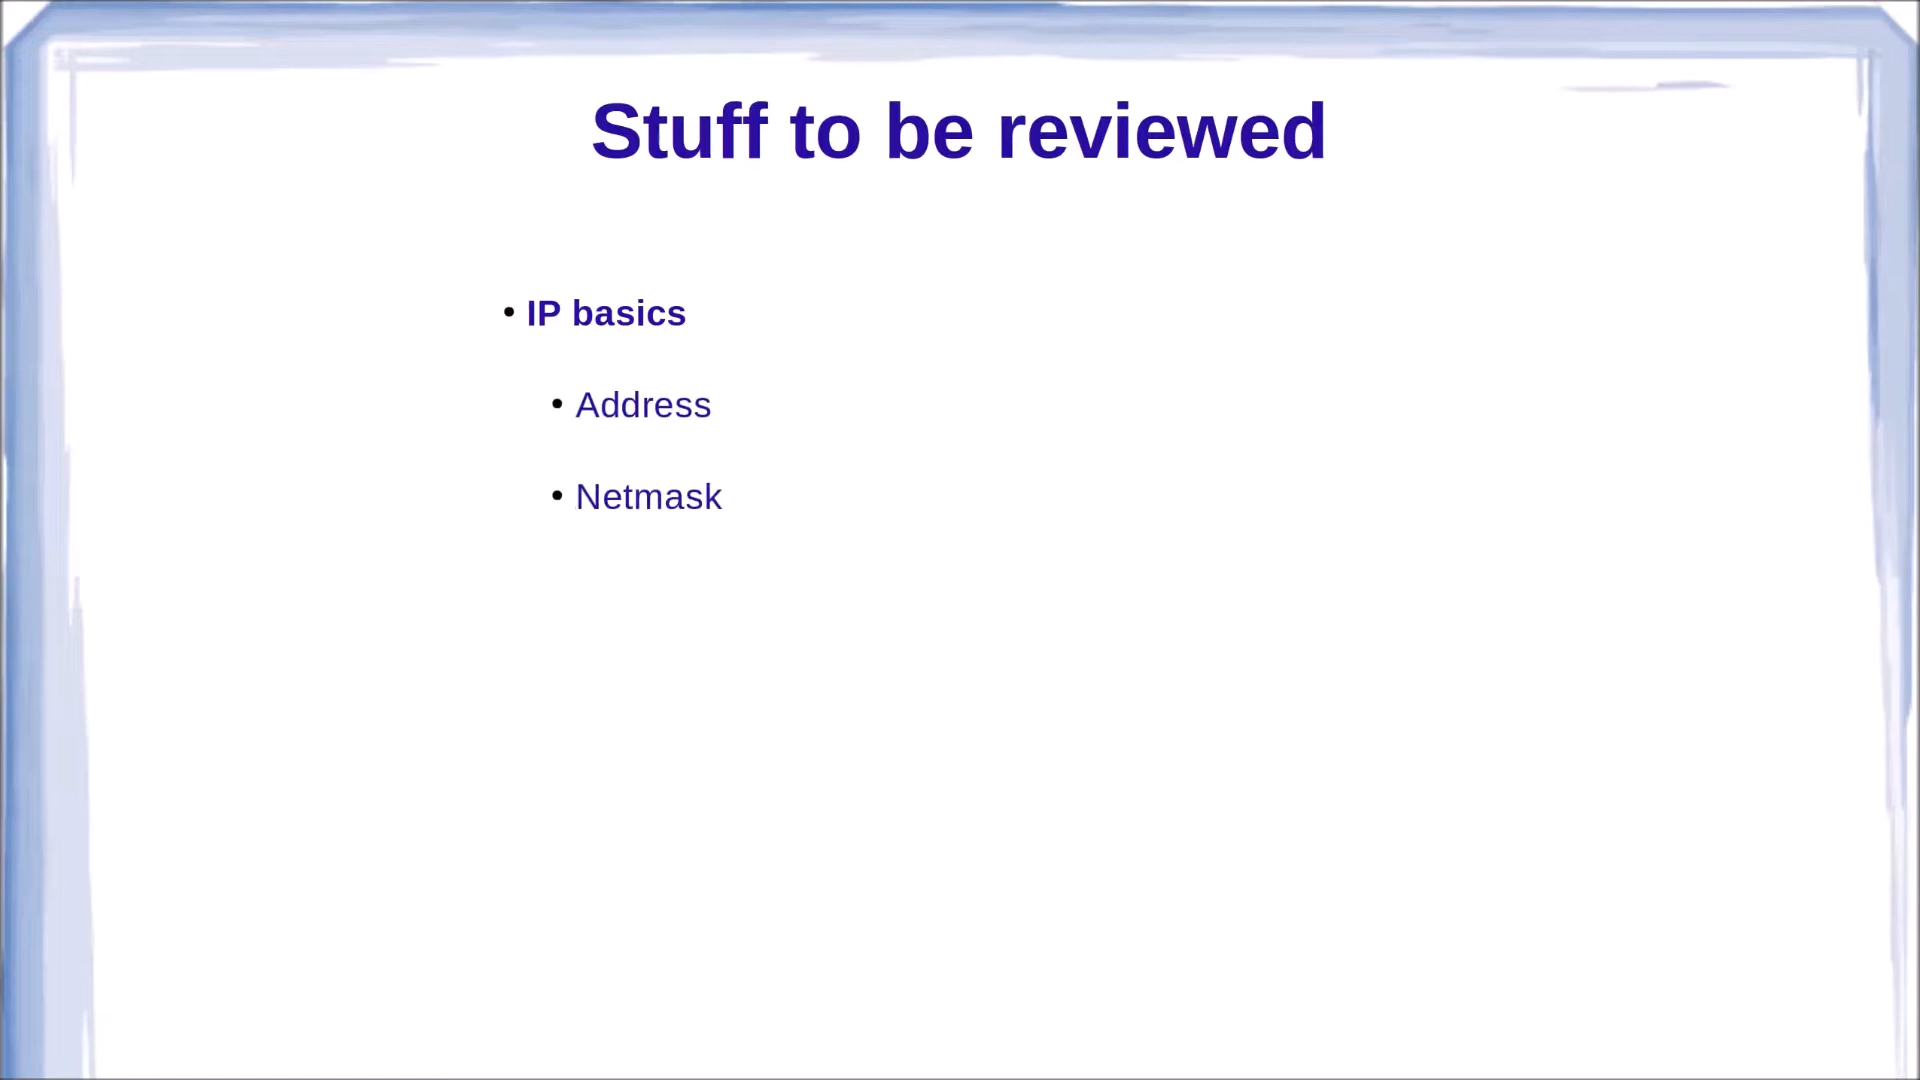 Stuff to be reviewed
• IP basics
• Address
• Netmask